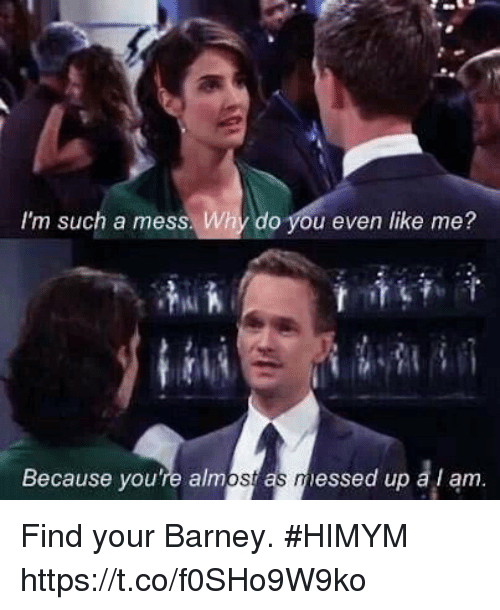 I'm such a mess. Why do you even like me?
Because you're almost as messed up a I am.
Find your Barney. #HIMYM
https://t.co/f0SHo9W9ko